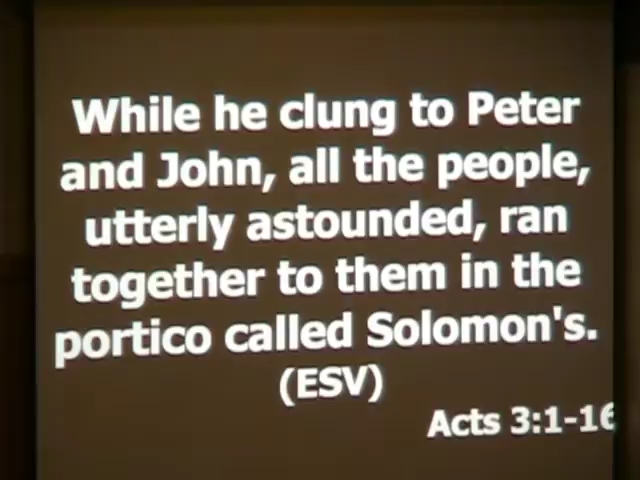 While he clung to Peter
and John, all the people,
utterly astounded, ran
together to them in the
portico called Solomon's.
(ESV)
Acts 3:1-16